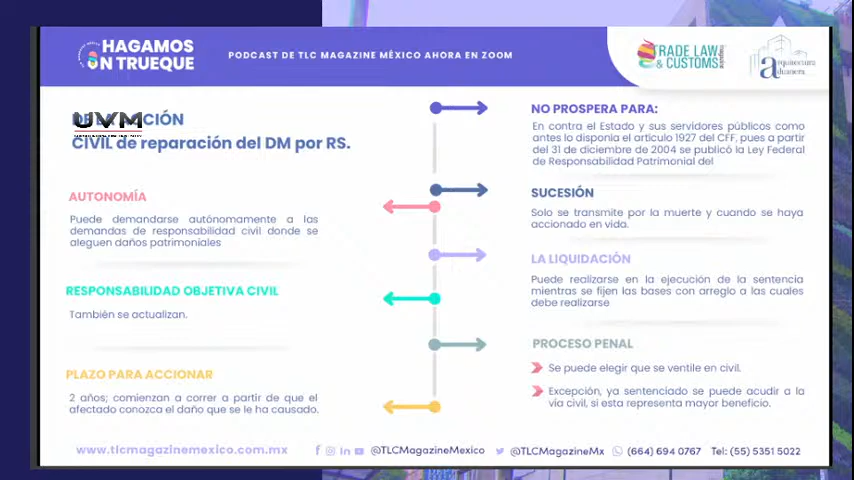 HAGAMOS
UN TRUEQUE
PODCAST DE TLC MAGAZINE MÉXICO AHORA EN ZOOM
TRADE LAW
& CUSTOMS
arquitectura
aduanera
UVM
CIVIL de reparación del DM por RS.
AUTONOMÍA
Puede demandarse autónomamente a las
demandas de responsabilidad civil donde se
aleguen daños patrimoniales
RESPONSABILIDAD OBJETIVA CIVIL
También se actualizan.
PLAZO PARA ACCIONAR
2 años; comienzan a correr a partir de que el
afectado conozca el daño que se le ha causado.
NO PROSPERA PARA:
En contra el Estado y sus servidores públicos como
antes lo disponia el articulo 1927 del CFF, pues a partir
del 31 de diciembre de 2004 se publicó la Ley Federal
de Responsabilidad Patrimonial del
SUCESIÓN
Solo se transmite por la muerte y cuando se haya
accionado en vida.
LA LIQUIDACIÓN
Puede realizarse en la ejecución de la sentencia
mientras se fijen las bases con arreglo a las cuales
debe realizarse
PROCESO PENAL
Se puede elegir que se ventile en civil.
Excepción, ya sentenciado se puede acudir a la
via civil, si esta representa mayor beneficio.
www.tlcmagazinemexico.com.mx
@TLCMagazineMexico
@TLCMagazineMx
(664) 694 0767
Tel: (55) 5351 5022